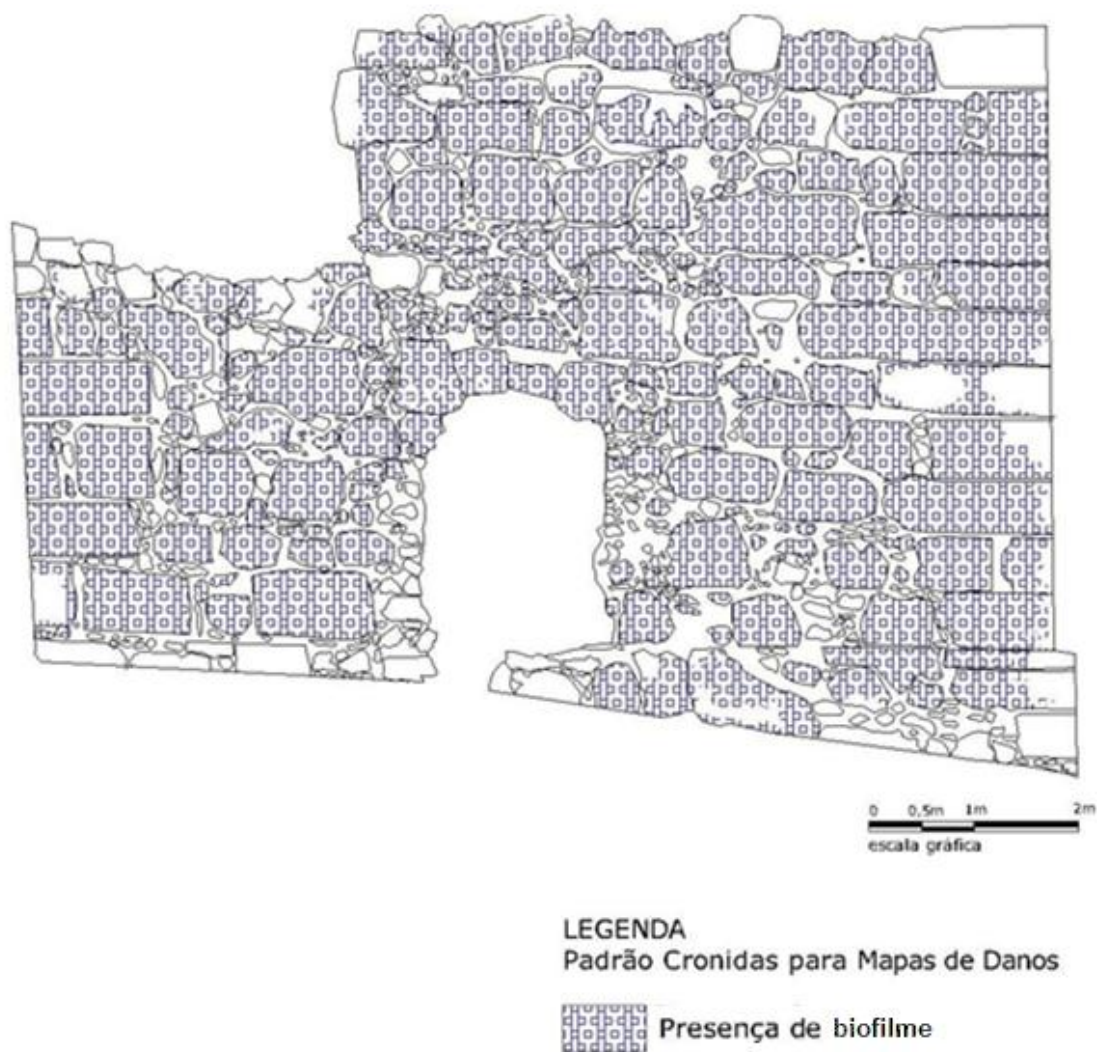 0 0,5m 1m 2m
escala gráfica
LEGENDA
Padrão Cronidas para Mapas de Danos
Presença de biofilme